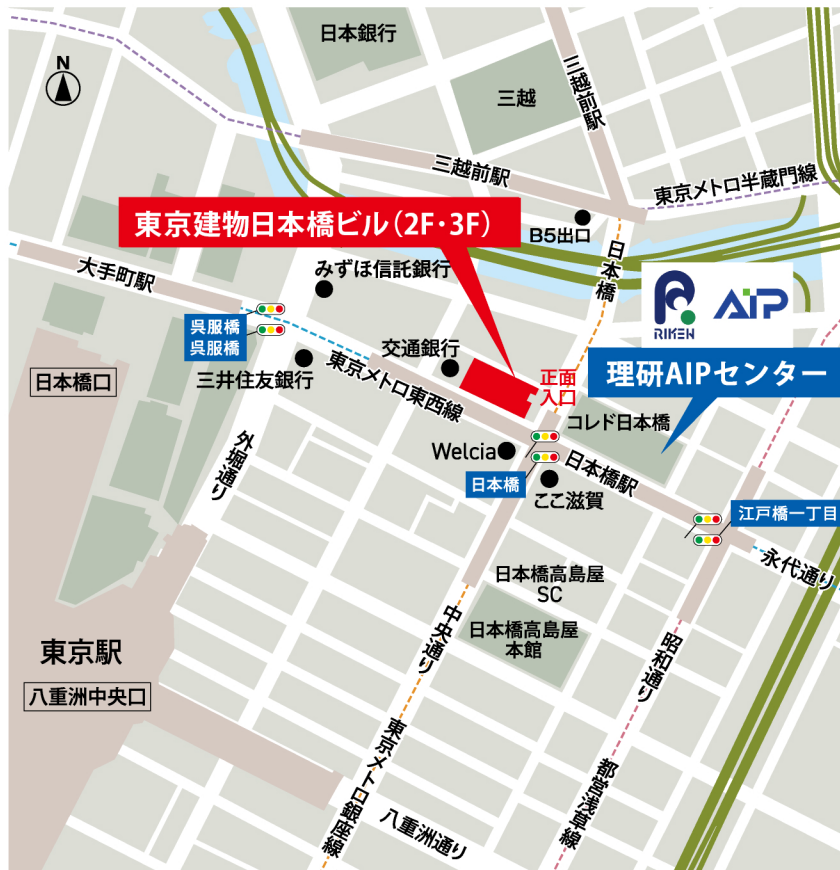 日本銀行
N
三越
三越前駅
三越前駅
東京メトロ半蔵門線
東京建物日本橋ビル(2F・3F)
B5出口
日本橋
大手町駅
みずほ信託銀行
RIKEN
AIP
呉服橋
呉服橋
交通銀行
日本橋口
三井住友銀行
東京メトロ東西線
正面
入口
理研AIPセンター
コレド日本橋
外堀通り
Welcia
日本橋
日本橋駅
ここ滋賀
江戸橋一丁目
永代通り
日本橋高島屋
SC
日本橋高島屋
本館
中央通り
昭和通り
東京駅
八重洲中央口
東京メトロ銀座線
都営浅草線
八重洲通り